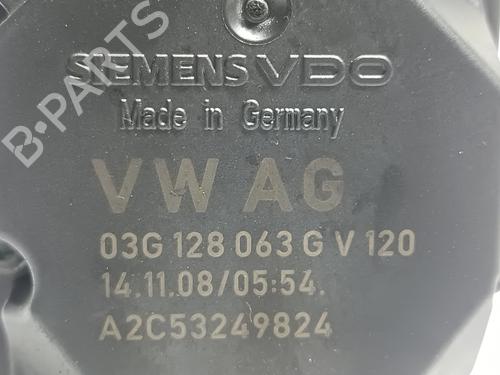 SIEMENS VDO
Made in Germany
VW AG
03G 128 063 G V 120
14.11.08/05:54.
A2C53249824
B-PARTS